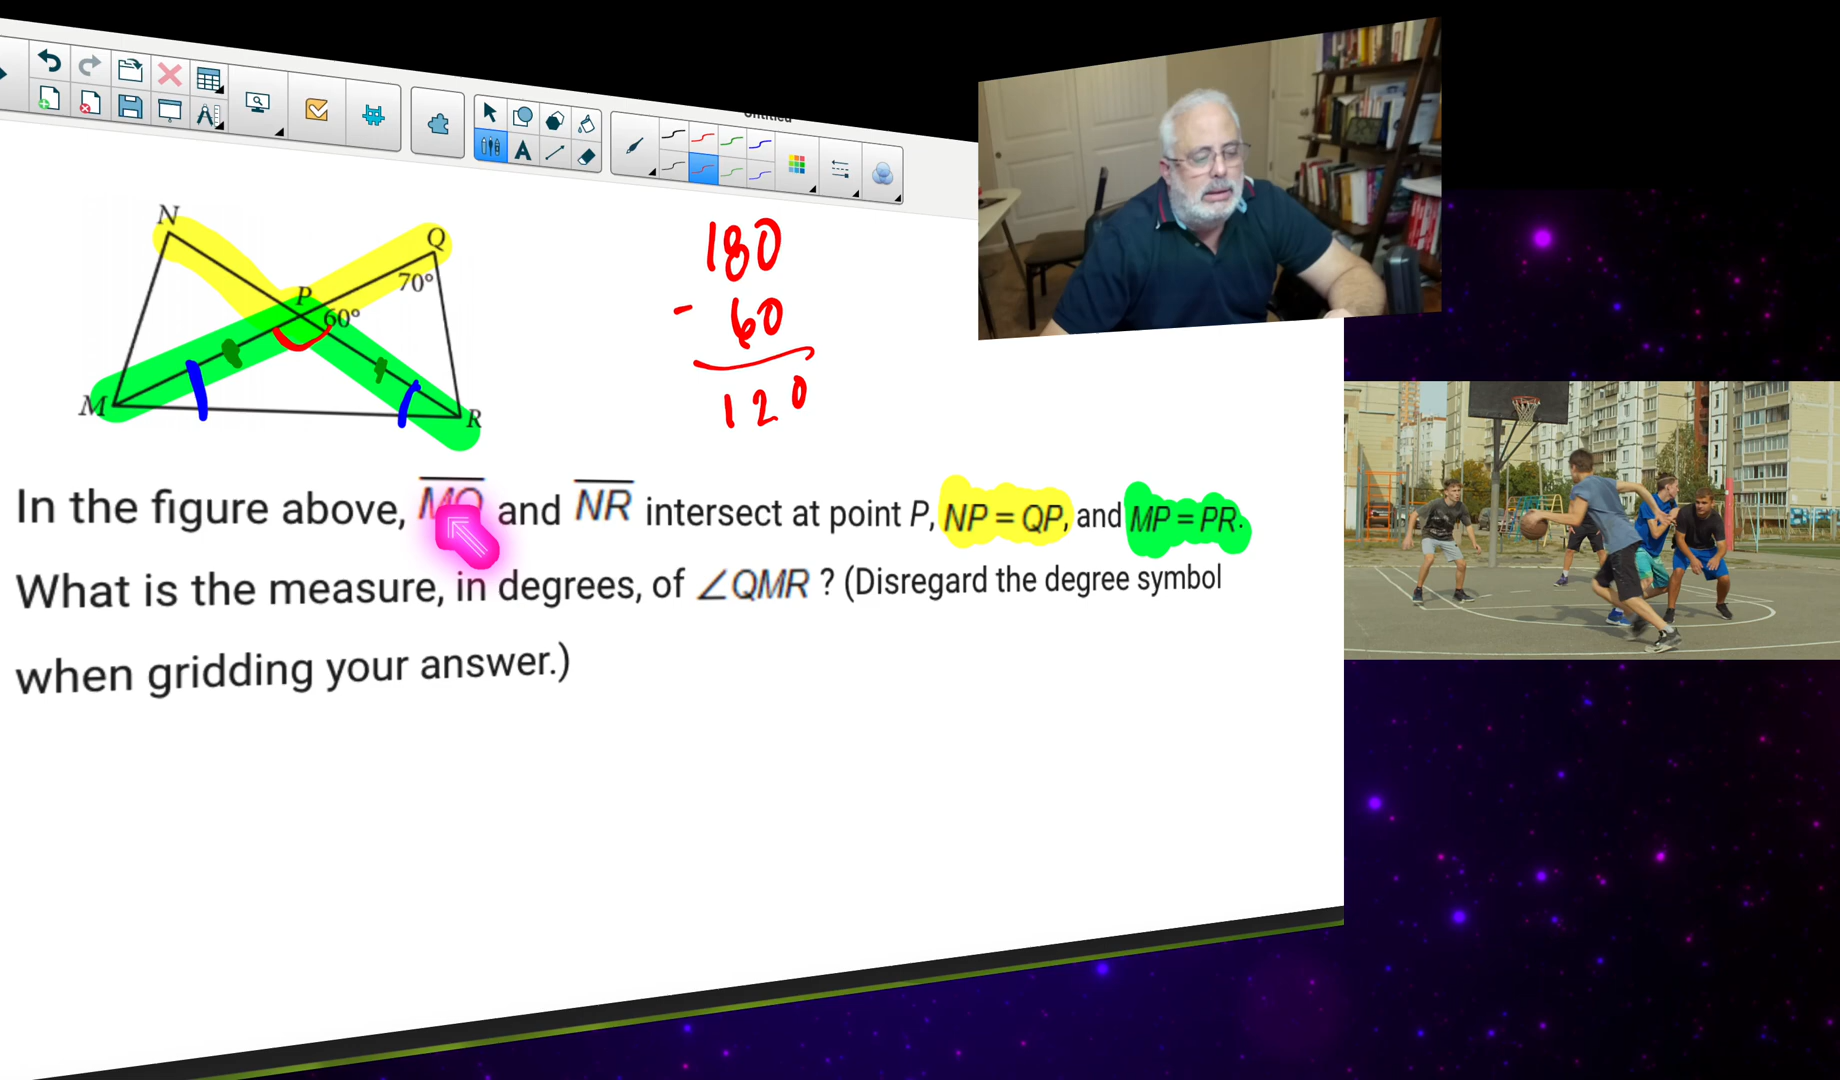 Untitled
N
Q
70°
P
60°
M
R
180
- 60
120
In the figure above, MQ and NR intersect at point P, NP = QP, and MP = PR.
What is the measure, in degrees, of ∠QMR ? (Disregard the degree symbol
when gridding your answer.)